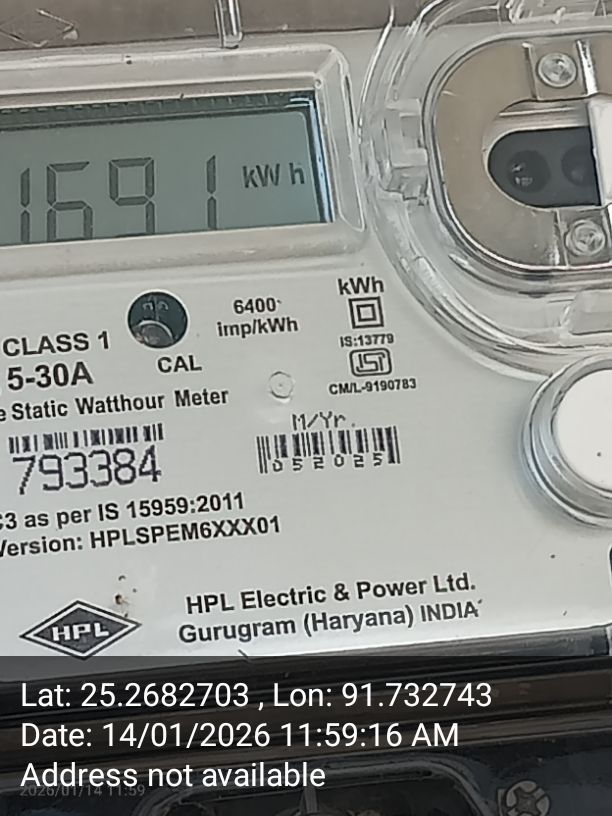 1691 kWh
6400
imp/kWh
kWh
IS:13779
CM/L-9190783
CLASS 1
CAL
5-30A
e Static Watthour Meter
M/Yr.
052025
793384
C3 as per IS 15959:2011
Version: HPLSPEM6XXX01
HPL
HPL Electric & Power Ltd.
Gurugram (Haryana) INDIA
Lat: 25.2682703 , Lon: 91.732743
Date: 14/01/2026 11:59:16 AM
Address not available
2026/01/14 11:59